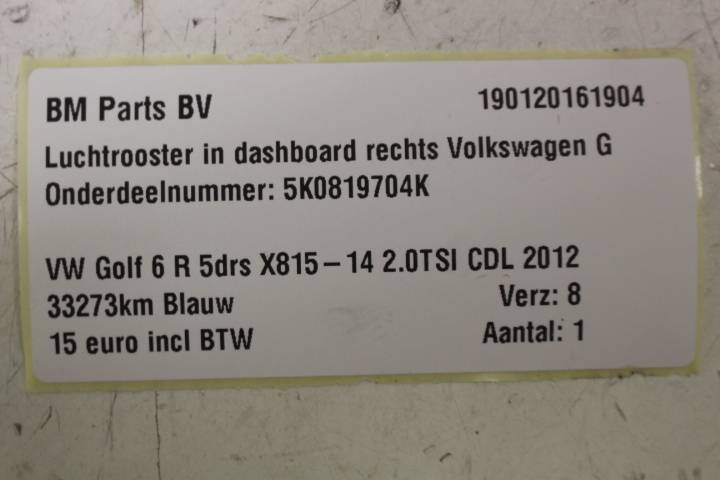 BM Parts BV 190120161904
Luchtrooster in dashboard rechts Volkswagen G
Onderdeelnummer: 5K0819704K
VW Golf 6 R 5drs X815-14 2.0TSI CDL 2012
33273km Blauw Verz: 8
15 euro incl BTW Aantal: 1